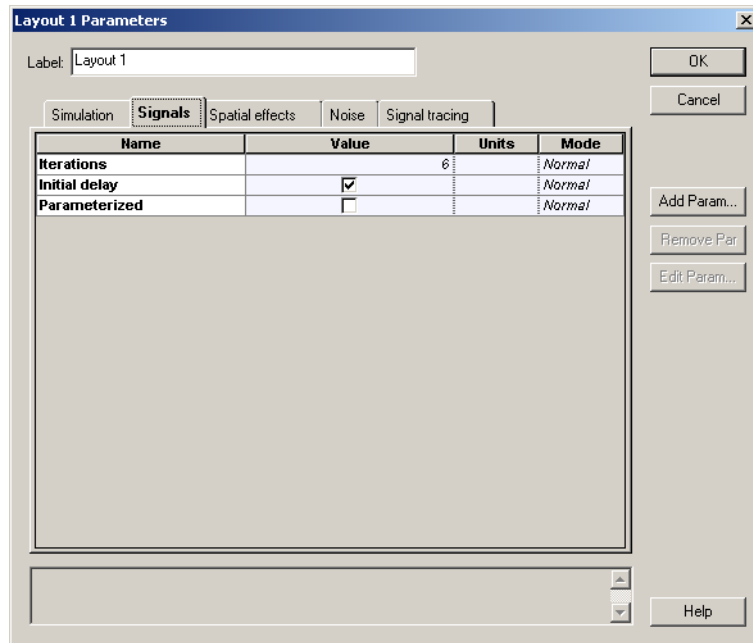 Layout 1 Parameters
Label: Layout 1
OK
Cancel
Simulation Signals Spatial effects Noise Signal tracing
Name Value Units Mode
Iterations 6 Normal
Initial delay Normal
Parameterized Normal
Add Param...
Remove Par
Edit Param...
Help